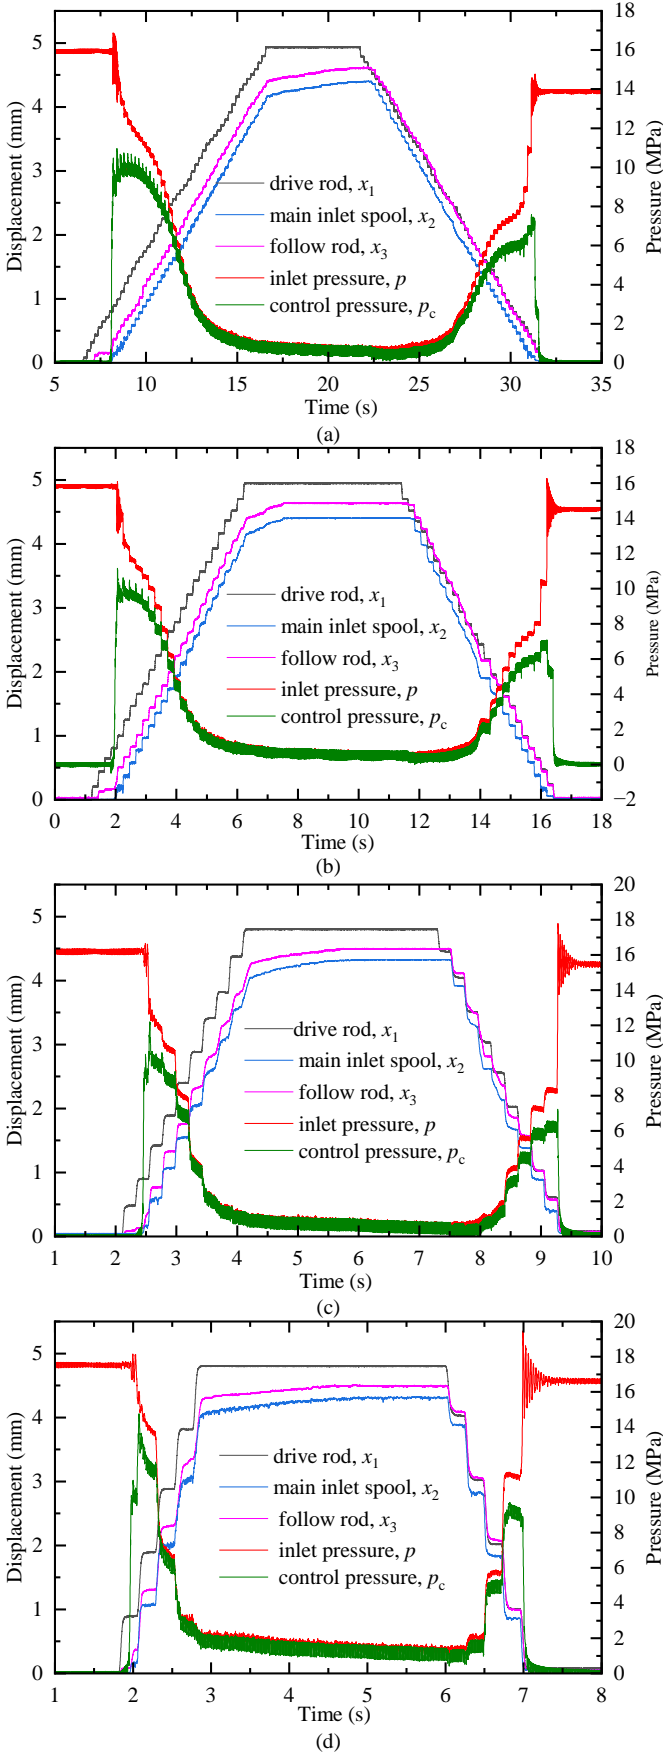 18
5
16
14
4
12
3
10
drive rod, x₁
8
main inlet spool, x₂
2
follow rod, x₃
6
inlet pressure, p
4
1
control pressure, p_c
2
0
0
5 10 15 20 25 30 35
Displacement (mm)
Pressure (MPa)
Time (s)
(a)
18
5
16
14
4
12
3
10
drive rod, x₁
8
main inlet spool, x₂
2
6
follow rod, x₃
4
inlet pressure, p
1
2
control pressure, p_c
0
0
−2
0 2 4 6 8 10 12 14 16 18
Displacement (mm)
Pressure (MPa)
Time (s)
(b)
20
5
18
16
4
14
12
3
drive rod, x₁
10
main inlet spool, x₂
2
8
follow rod, x₃
6
inlet pressure, p
1
4
control pressure, p_c
2
0
0
1 2 3 4 5 6 7 8 9 10
Displacement (mm)
Pressure (MPa)
Time (s)
(c)
20
5
18
16
4
14
3
12
drive rod, x₁
10
main inlet spool, x₂
2
8
follow rod, x₃
6
inlet pressure, p
1
4
control pressure, p_c
2
0
0
1 2 3 4 5 6 7 8
Displacement (mm)
Pressure (MPa)
Time (s)
(d)